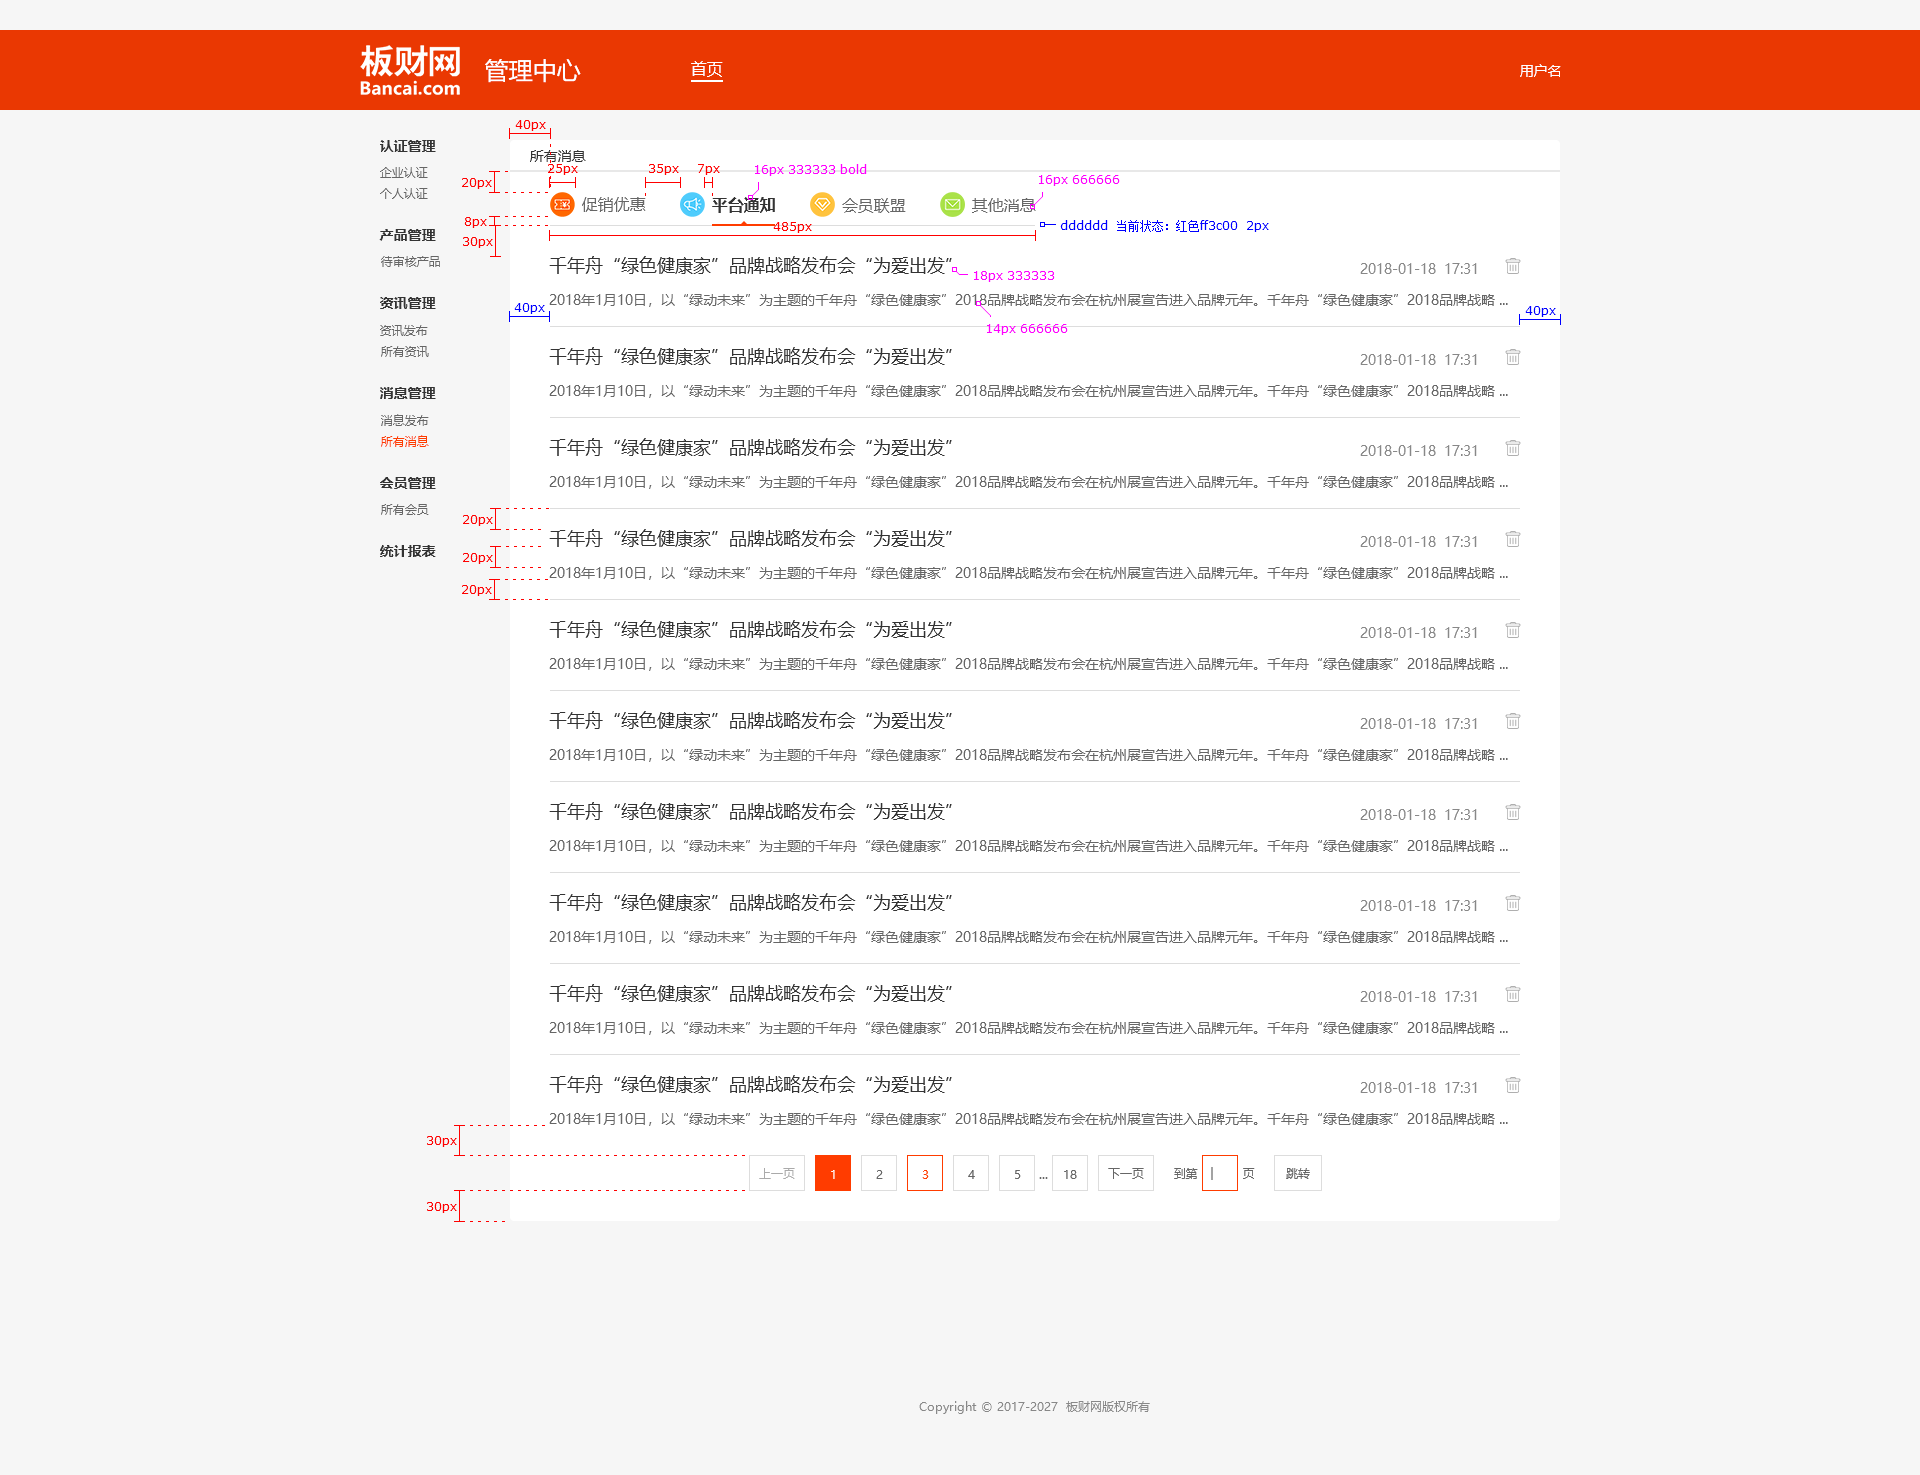 板财网
Bancai.com
管理中心
首页
用户名
认证管理
企业认证
个人认证
产品管理
待审核产品
资讯管理
资讯发布
所有资讯
消息管理
消息发布
所有消息
会员管理
所有会员
统计报表
40px
所有消息
25px 35px 7px 16px 333333 bold
16px 666666
20px
促销优惠 平台通知 会员联盟 其他消息
8px
485px
dddddd 当前状态：红色ff3c00 2px
30px
千年舟“绿色健康家”品牌战略发布会“为爱出发” 2018-01-18 17:31
18px 333333
2018年1月10日，以“绿动未来”为主题的千年舟“绿色健康家”2018品牌战略发布会在杭州展宣告进入品牌元年。千年舟“绿色健康家”2018品牌战略 ...
40px
40px
14px 666666
千年舟“绿色健康家”品牌战略发布会“为爱出发” 2018-01-18 17:31
2018年1月10日，以“绿动未来”为主题的千年舟“绿色健康家”2018品牌战略发布会在杭州展宣告进入品牌元年。千年舟“绿色健康家”2018品牌战略 ...
千年舟“绿色健康家”品牌战略发布会“为爱出发” 2018-01-18 17:31
2018年1月10日，以“绿动未来”为主题的千年舟“绿色健康家”2018品牌战略发布会在杭州展宣告进入品牌元年。千年舟“绿色健康家”2018品牌战略 ...
20px
千年舟“绿色健康家”品牌战略发布会“为爱出发” 2018-01-18 17:31
20px
2018年1月10日，以“绿动未来”为主题的千年舟“绿色健康家”2018品牌战略发布会在杭州展宣告进入品牌元年。千年舟“绿色健康家”2018品牌战略 ...
20px
千年舟“绿色健康家”品牌战略发布会“为爱出发” 2018-01-18 17:31
2018年1月10日，以“绿动未来”为主题的千年舟“绿色健康家”2018品牌战略发布会在杭州展宣告进入品牌元年。千年舟“绿色健康家”2018品牌战略 ...
千年舟“绿色健康家”品牌战略发布会“为爱出发” 2018-01-18 17:31
2018年1月10日，以“绿动未来”为主题的千年舟“绿色健康家”2018品牌战略发布会在杭州展宣告进入品牌元年。千年舟“绿色健康家”2018品牌战略 ...
千年舟“绿色健康家”品牌战略发布会“为爱出发” 2018-01-18 17:31
2018年1月10日，以“绿动未来”为主题的千年舟“绿色健康家”2018品牌战略发布会在杭州展宣告进入品牌元年。千年舟“绿色健康家”2018品牌战略 ...
千年舟“绿色健康家”品牌战略发布会“为爱出发” 2018-01-18 17:31
2018年1月10日，以“绿动未来”为主题的千年舟“绿色健康家”2018品牌战略发布会在杭州展宣告进入品牌元年。千年舟“绿色健康家”2018品牌战略 ...
千年舟“绿色健康家”品牌战略发布会“为爱出发” 2018-01-18 17:31
2018年1月10日，以“绿动未来”为主题的千年舟“绿色健康家”2018品牌战略发布会在杭州展宣告进入品牌元年。千年舟“绿色健康家”2018品牌战略 ...
千年舟“绿色健康家”品牌战略发布会“为爱出发” 2018-01-18 17:31
2018年1月10日，以“绿动未来”为主题的千年舟“绿色健康家”2018品牌战略发布会在杭州展宣告进入品牌元年。千年舟“绿色健康家”2018品牌战略 ...
30px
上一页 1 2 3 4 5 ... 18 下一页 到第 | 页 跳转
30px
Copyright © 2017-2027 板财网版权所有